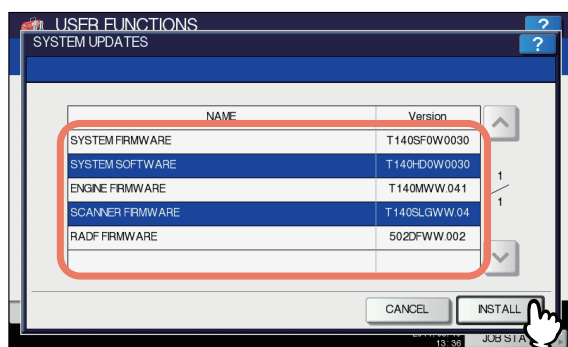 USER FUNCTIONS ?
SYSTEM UPDATES ?
NAME Version
SYSTEM FIRMWARE T140SF0W0030
SYSTEM SOFTWARE T140HD0W0030
ENGINE FIRMWARE T140MWW.041
SCANNER FIRMWARE T140SLGWW.04
RADF FIRMWARE 502DFWW.002
1
1
CANCEL INSTALL
13:36 JOB STA